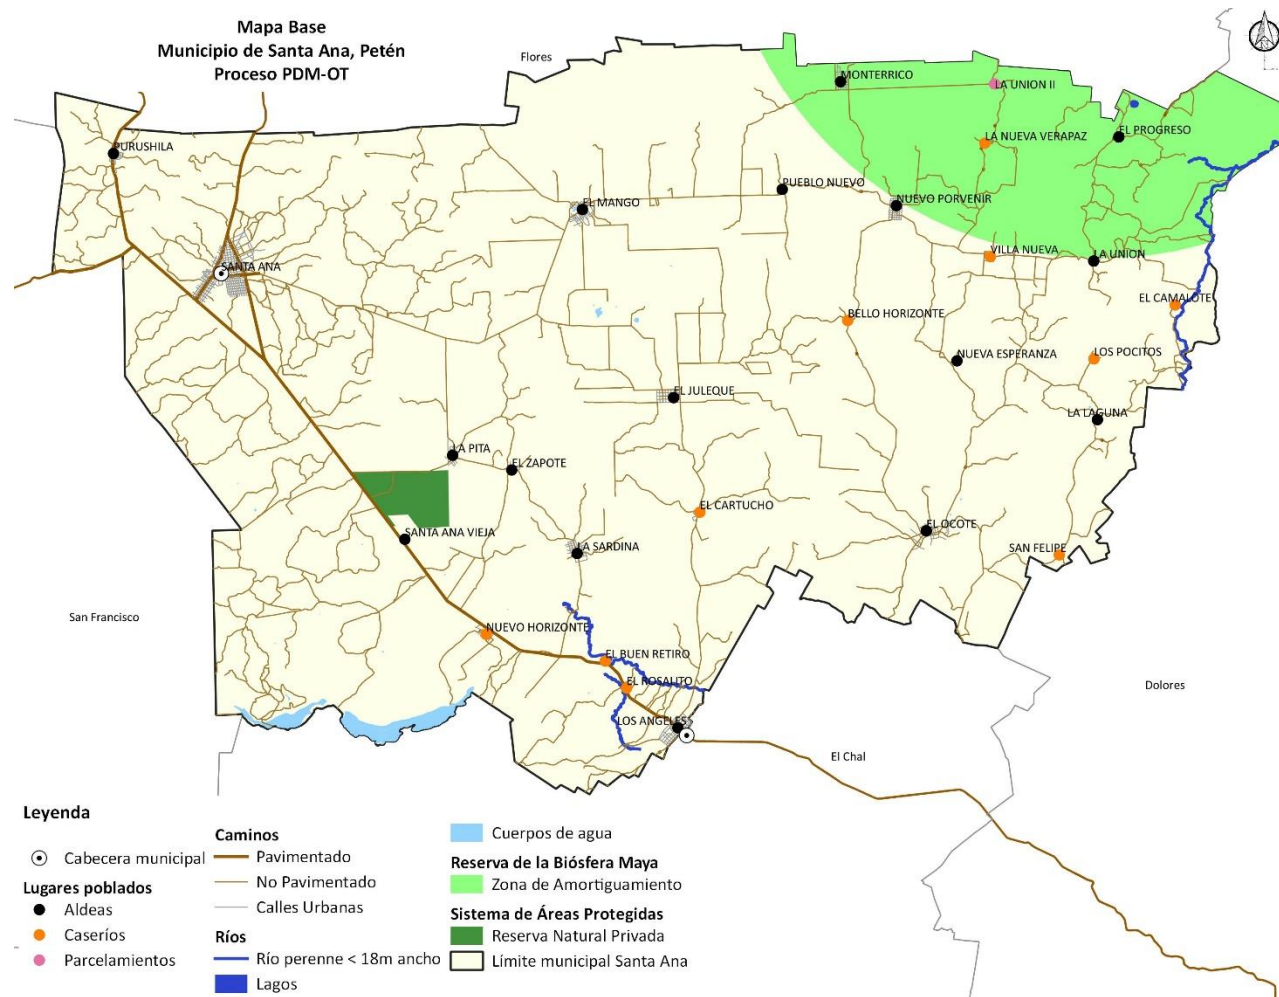 Mapa Base
Municipio de Santa Ana, Petén
Proceso PDM-OT
Flores
MONTERRICO
LA UNION II
PURUSHILA
LA NUEVA VERAPAZ
EL PROGRESO
PUEBLO NUEVO
EL MANGO
NUEVO PORVENIR
SANTA ANA
VILLA NUEVA
LA UNION
EL CAMALOTE
BELLO HORIZONTE
NUEVA ESPERANZA
LOS POCITOS
EL JULEQUE
LA LAGUNA
LA PITA
EL ZAPOTE
EL CARTUCHO
EL OCOTE
SANTA ANA VIEJA
LA SARDINA
SAN FELIPE
San Francisco
NUEVO HORIZONTE
EL BUEN RETIRO
EL ROSALITO
Dolores
LOS ANGELES
El Chal
Leyenda
Cabecera municipal
Lugares poblados
Aldeas
Caseríos
Parcelamientos
Caminos
Pavimentado
No Pavimentado
Calles Urbanas
Ríos
Río perenne < 18m ancho
Lagos
Cuerpos de agua
Reserva de la Biósfera Maya
Zona de Amortiguamiento
Sistema de Áreas Protegidas
Reserva Natural Privada
Límite municipal Santa Ana